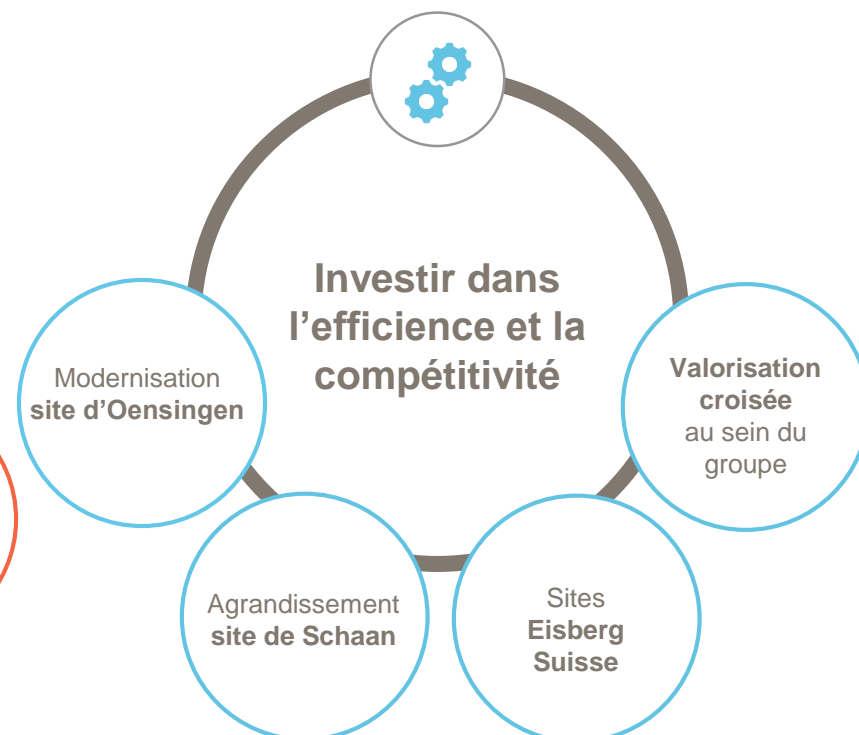 Investir dans
l’efficience et la
compétitivité
Modernisation
site d’Oensingen
Valorisation
croisée
au sein du
groupe
Agrandissement
site de Schaan
Sites
Eisberg
Suisse